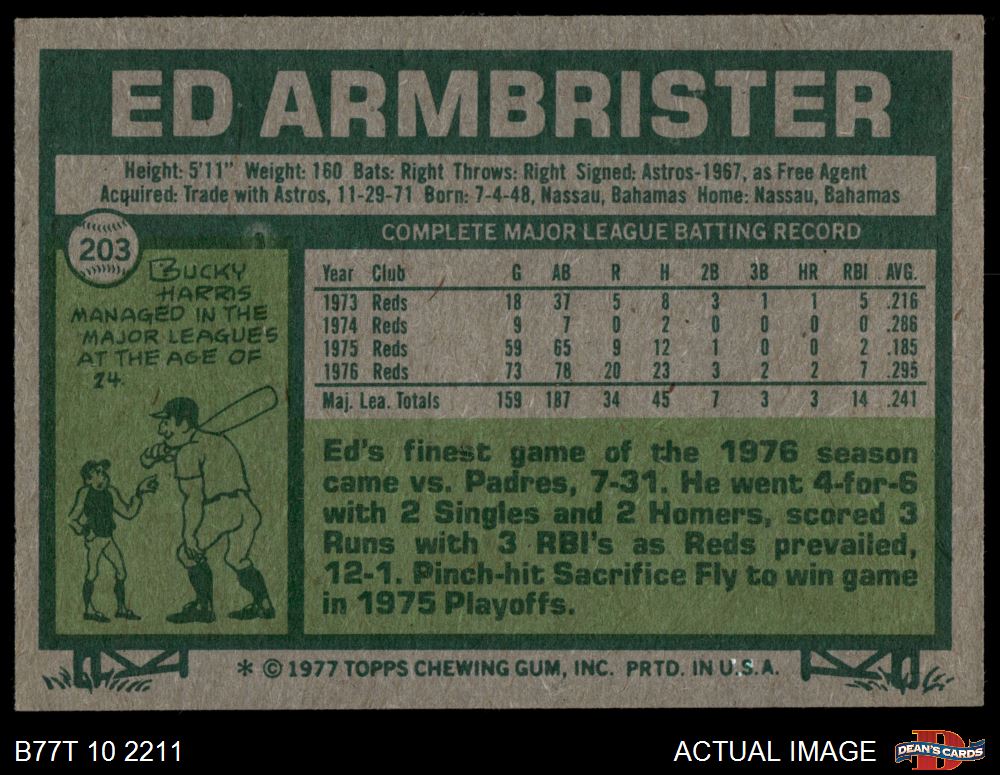 ED ARMBRISTER
Height: 5'11" Weight: 160 Bats: Right Throws: Right Signed: Astros-1967, as Free Agent
Acquired: Trade with Astros, 11-29-71 Born: 7-4-48, Nassau, Bahamas Home: Nassau, Bahamas
203
BUCKY
HARRIS
MANAGED IN THE
MAJOR LEAGUES
AT THE AGE OF
24.
COMPLETE MAJOR LEAGUE BATTING RECORD
Year Club G AB R H 2B 3B HR RBI AVG.
1973 Reds 18 37 5 8 3 1 1 5 .216
1974 Reds 9 7 0 2 0 0 0 0 .286
1975 Reds 59 65 9 12 1 0 0 2 .185
1976 Reds 73 78 20 23 3 2 2 7 .295
Maj. Lea. Totals 159 187 34 45 7 3 3 14 .241
Ed's finest game of the 1976 season
came vs. Padres, 7-31. He went 4-for-6
with 2 Singles and 2 Homers, scored 3
Runs with 3 RBI's as Reds prevailed,
12-1. Pinch-hit Sacrifice Fly to win game
in 1975 Playoffs.
* © 1977 TOPPS CHEWING GUM, INC. PRTD. IN U.S.A.
B77T 10 2211
ACTUAL IMAGE
DEAN'S CARDS